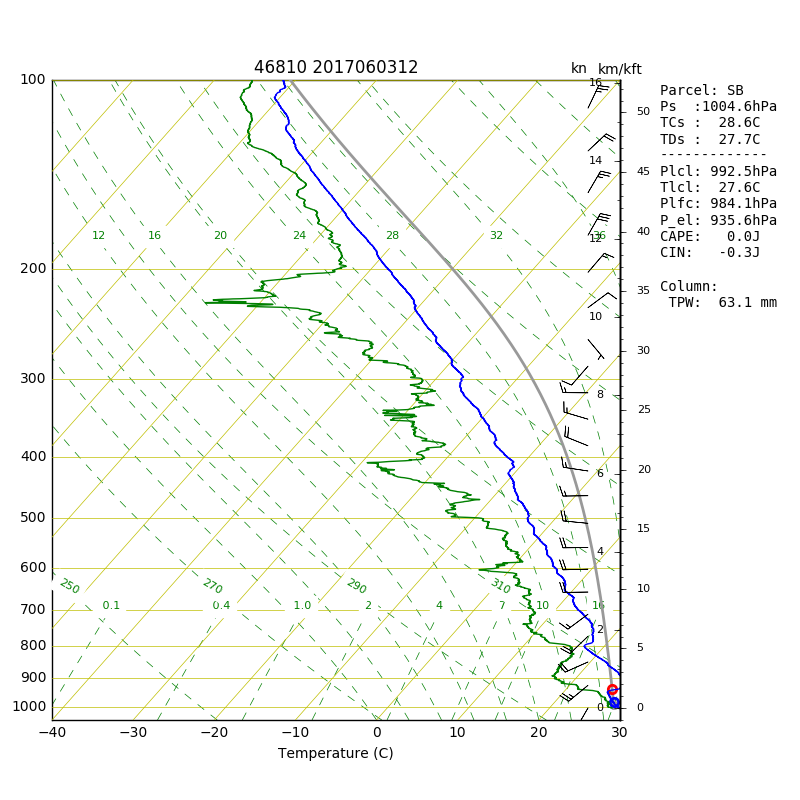 46810 2017060312
kn km/kft
Parcel: SB
Ps  :1004.6hPa
TCs :  28.6C
TDs :  27.7C
-------------
Plcl: 992.5hPa
Tlcl:  27.6C
Plfc: 984.1hPa
P_el: 935.6hPa
CAPE:   0.0J
CIN:   -0.3J
Column:
TPW:  63.1 mm
100
200
300
400
500
600
700
800
900
1000
12 16 20 24 28 32 36
250 270 290 310
0.1 0.4 1.0 2 4 7 10 16
16
14
12
10
8
6
4
2
0
50
45
40
35
30
25
20
15
10
5
0
−40 −30 −20 −10 0 10 20 30
Temperature (C)